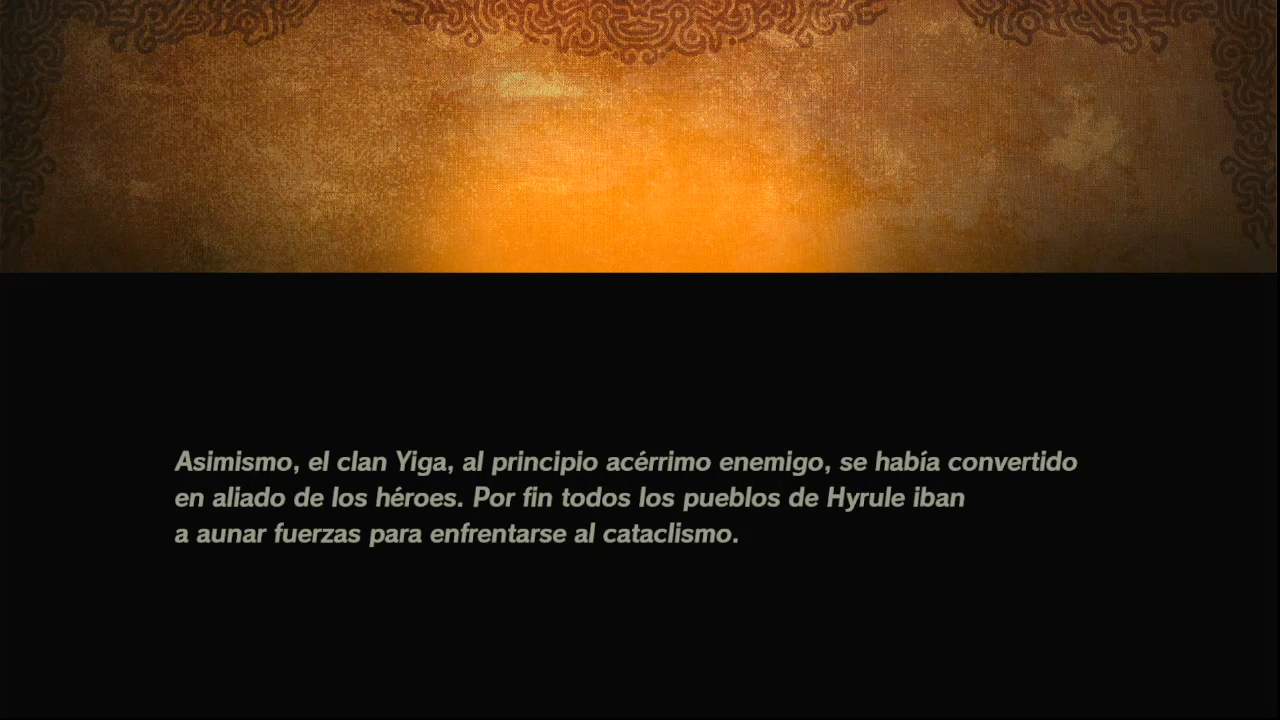 Asimismo, el clan Yiga, al principio acérrimo enemigo, se había convertido
en aliado de los héroes. Por fin todos los pueblos de Hyrule iban
a aunar fuerzas para enfrentarse al cataclismo.